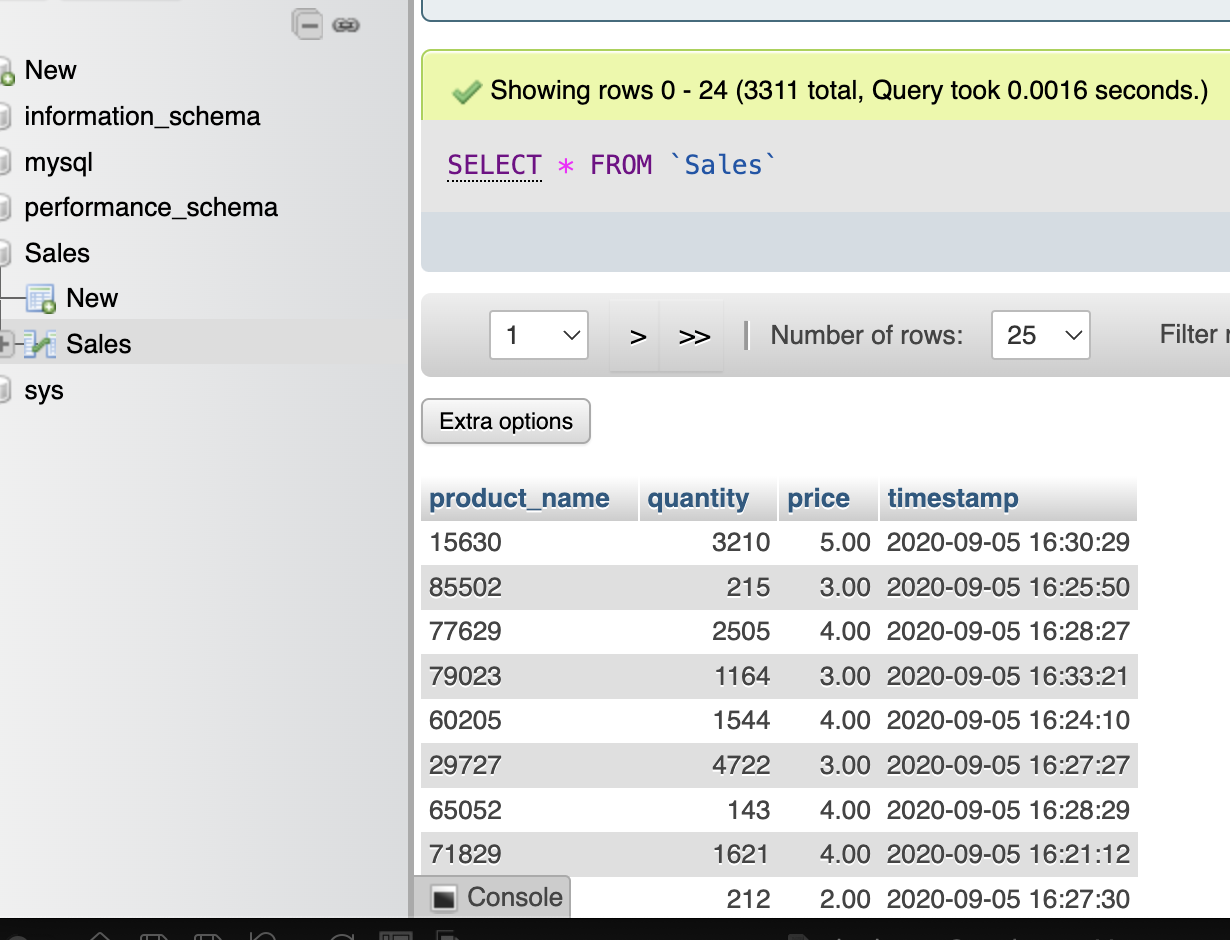 New
information_schema
mysql
performance_schema
Sales
New
Sales
sys
Showing rows 0 - 24 (3311 total, Query took 0.0016 seconds.)
SELECT * FROM `Sales`
1 > >> | Number of rows: 25 Filter
Extra options
product_name quantity price timestamp
15630 3210 5.00 2020-09-05 16:30:29
85502 215 3.00 2020-09-05 16:25:50
77629 2505 4.00 2020-09-05 16:28:27
79023 1164 3.00 2020-09-05 16:33:21
60205 1544 4.00 2020-09-05 16:24:10
29727 4722 3.00 2020-09-05 16:27:27
65052 143 4.00 2020-09-05 16:28:29
71829 1621 4.00 2020-09-05 16:21:12
212 2.00 2020-09-05 16:27:30
Console